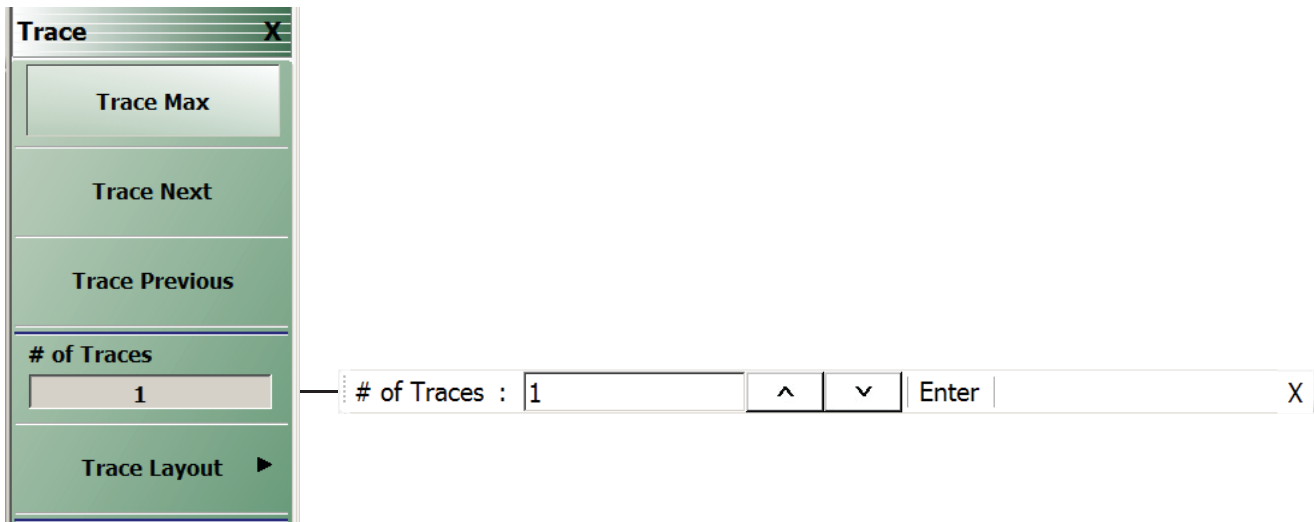 Trace X
Trace Max
Trace Next
Trace Previous
# of Traces
1
# of Traces : 1 ^ v Enter X
Trace Layout ►